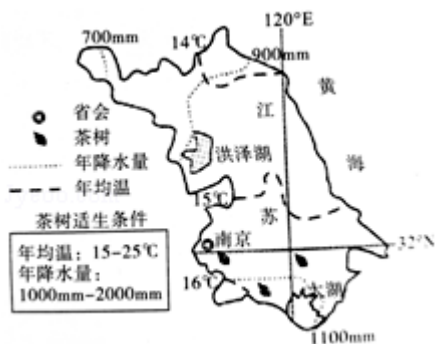 120°E
700mm
14℃
900mm
黄
省会
茶树
年降水量
年均温
江
洪泽湖
海
15℃
苏
茶树适生条件
年均温：15-25℃
年降水量：
1000mm-2000mm
南京
32°N
16℃
太湖
1100mm